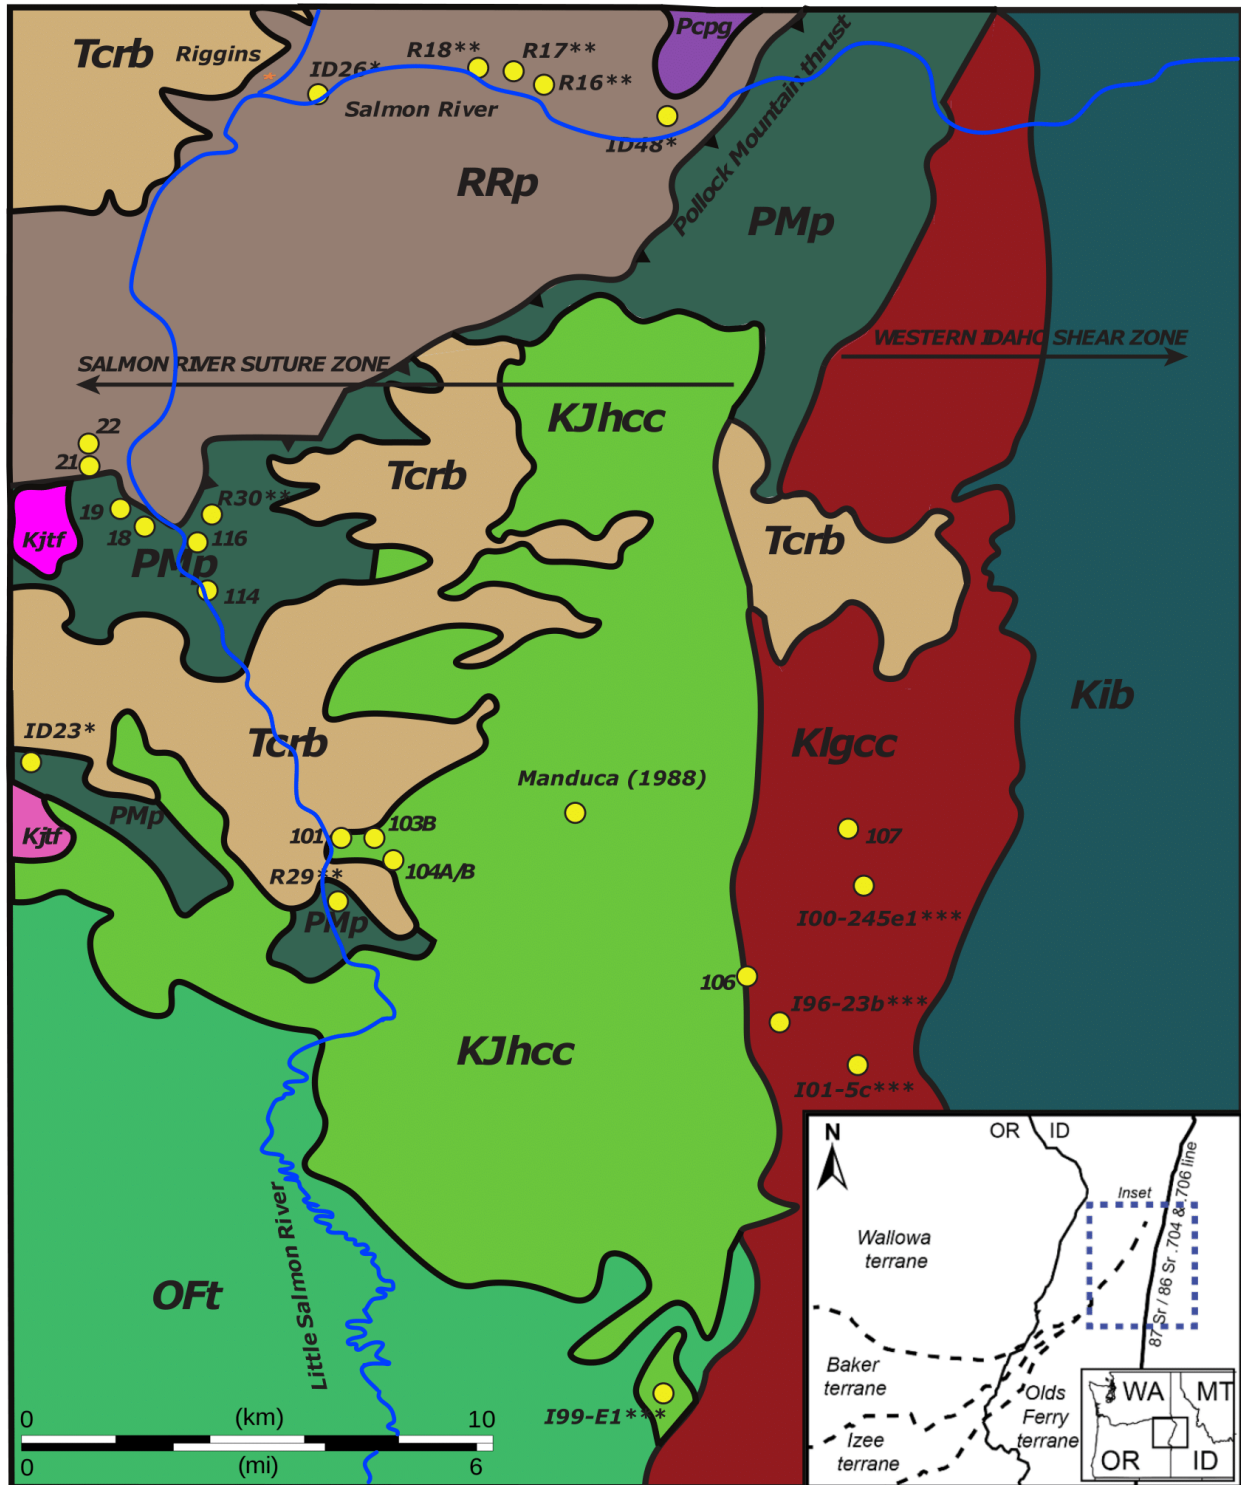 Pcpg
Tcrb
Riggins
R18**
R17**
ID26*
R16**
Salmon River
ID48*
Pollock Mountain thrust
RRp
PMp
WESTERN IDAHO SHEAR ZONE
SALMON RIVER SUTURE ZONE
KJhcc
22
21
Tcrb
R30**
19
18
Kjtf
116
PMp
Tcrb
114
Kib
ID23*
Tcrb
Klgcc
Manduca (1988)
PMp
Kjtf
101
103B
107
104A/B
R29**
PMp
I00-245e1***
106
I96-23b***
KJhcc
I01-5c***
OFt
Little Salmon River
I99-E1***
0 (km) 10
0 (mi) 6
N
OR ID
Inset
87 Sr / 86 Sr .704 & .706 line
Wallowa
terrane
Baker
terrane
Olds
Ferry
terrane
Izee
terrane
WA MT
OR ID